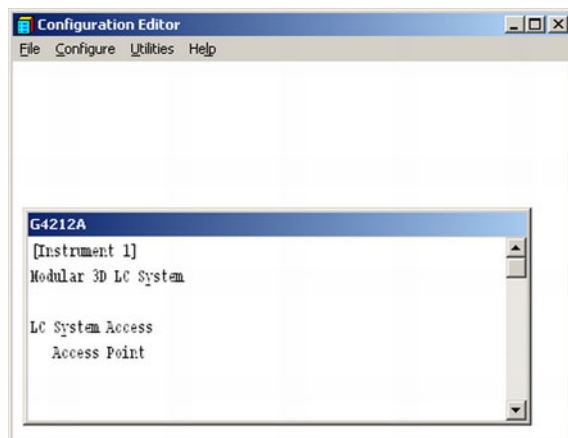 Configuration Editor
File Configure Utilities Help
G4212A
[Instrument 1]
Modular 3D LC System
LC System Access
Access Point